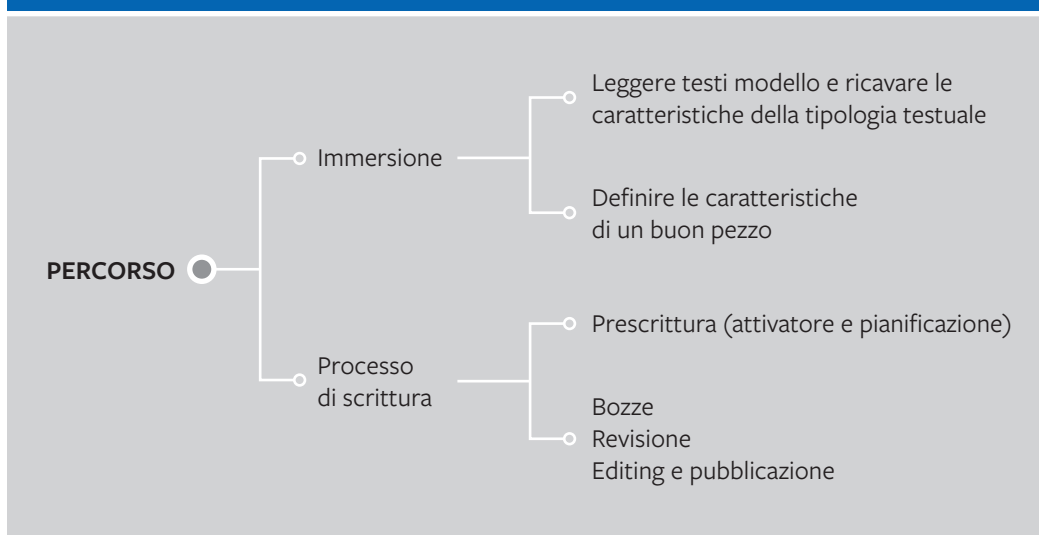 PERCORSO
Immersione
Leggere testi modello e ricavare le
caratteristiche della tipologia testuale
Definire le caratteristiche
di un buon pezzo
Processo
di scrittura
Prescrittura (attivatore e pianificazione)
Bozze
Revisione
Editing e pubblicazione